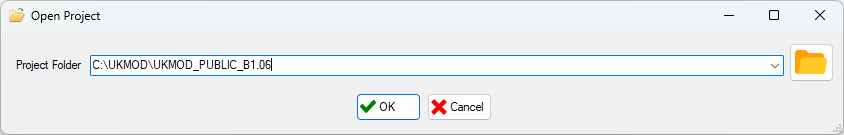 Open Project
Project Folder C:\UKMOD\UKMOD_PUBLIC_B1.06
OK Cancel